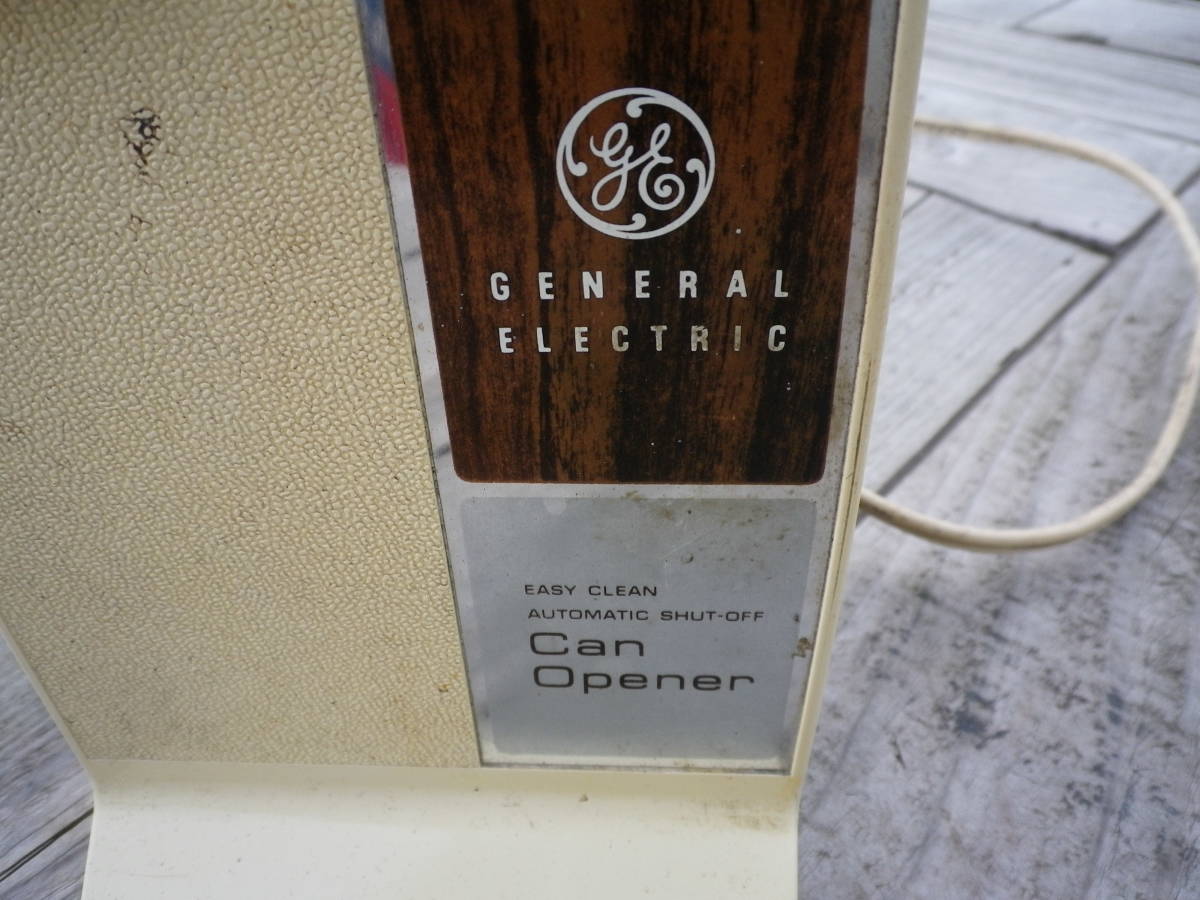 GE
GENERAL
ELECTRIC
EASY CLEAN
AUTOMATIC SHUT-OFF
Can
Opener